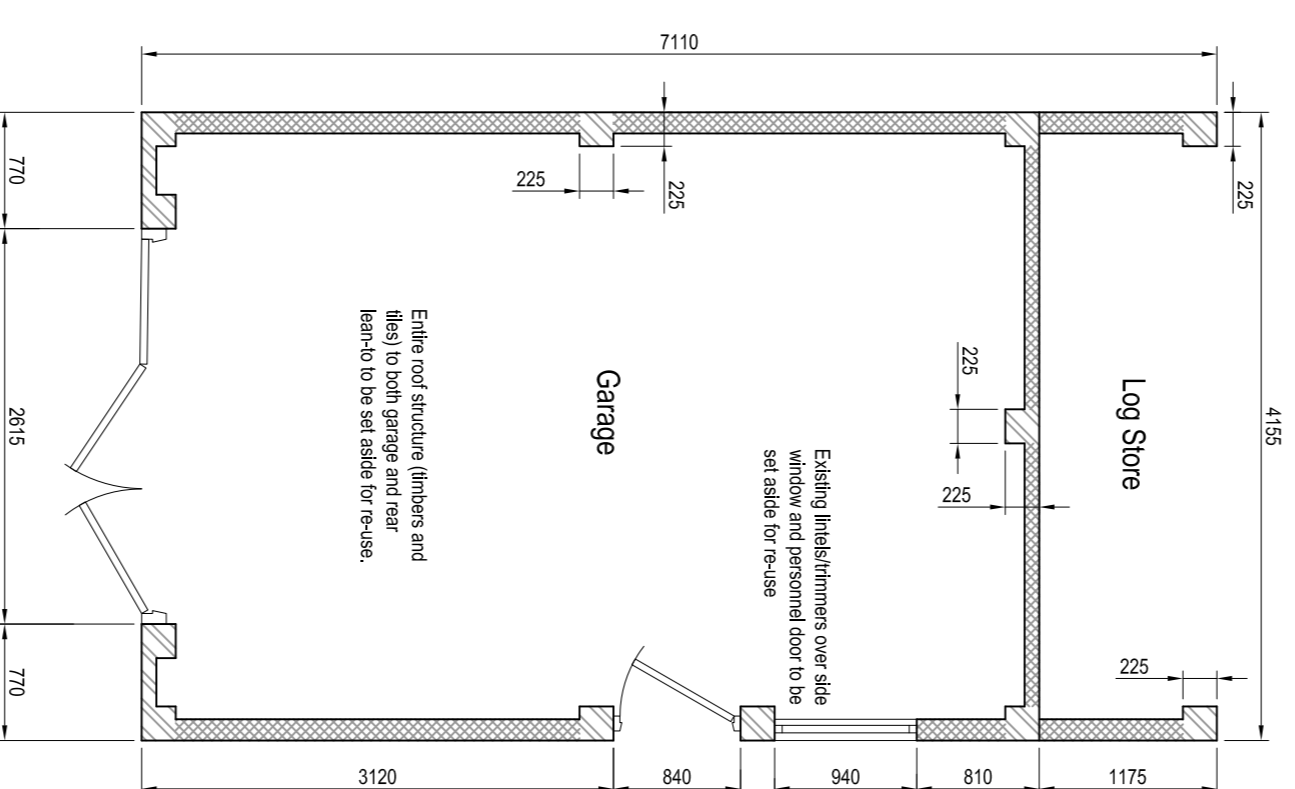 7110
770
225
225
225
Entire roof structure (timbers and
tiles) to both garage and rear
lean-to to be set aside for re-use.
Garage
225
Log Store
4155
2615
Existing lintels/trimmers over side
window and personnel door to be
set aside for re-use
225
225
770
3120
840
940
810
1175